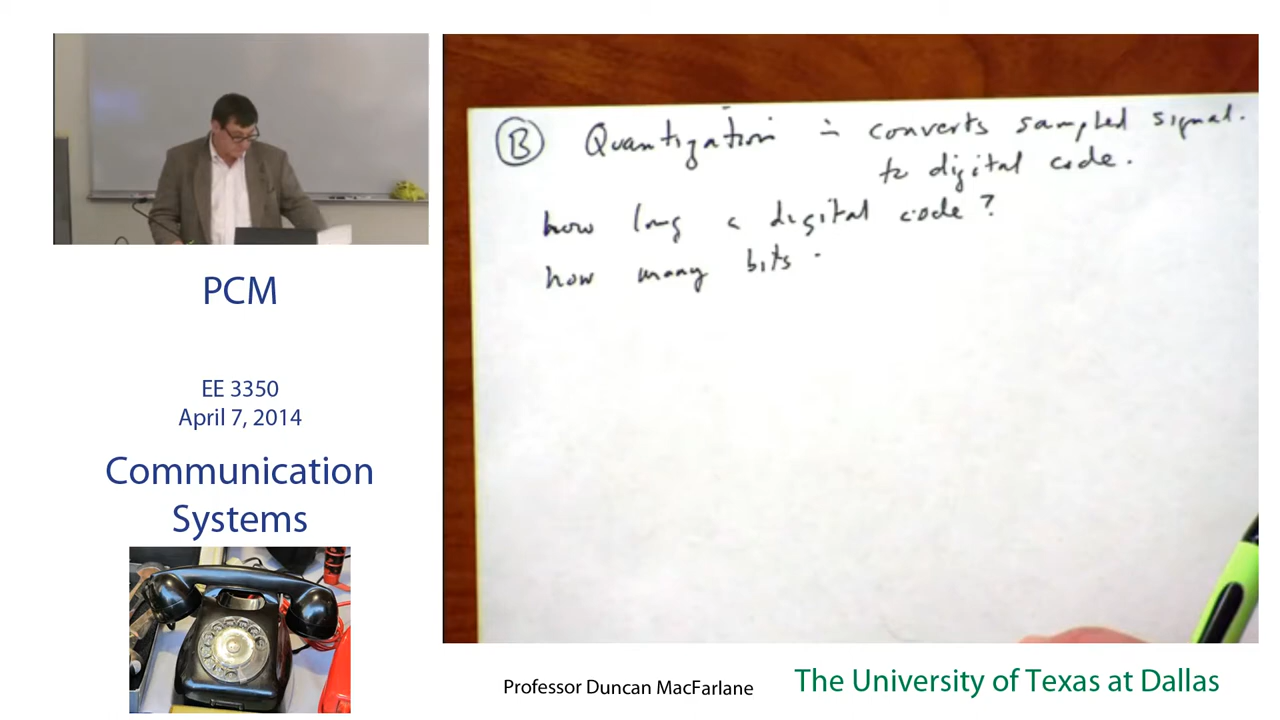 PCM
EE 3350
April 7, 2014
Communication
Systems
B Quantization - converts sampled signal.
to digital code.
how long a digital code?
how many bits .
Professor Duncan MacFarlane
The University of Texas at Dallas